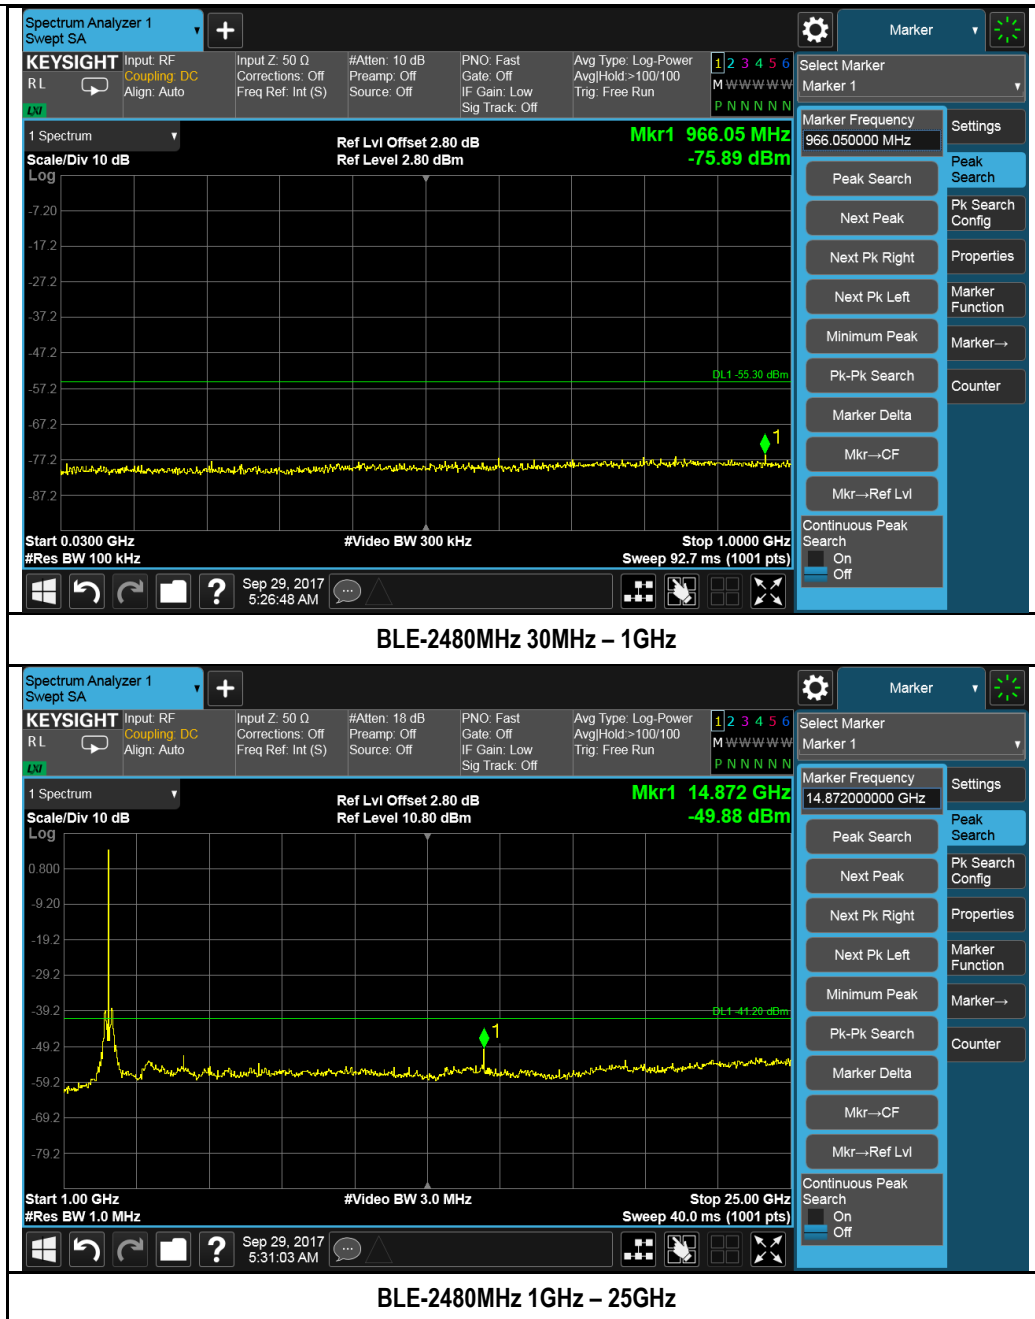 Spectrum Analyzer 1
Swept SA
Marker
KEYSIGHT
RL
LXI
Input: RF
Coupling: DC
Align: Auto
Input Z: 50 Ω
Corrections: Off
Freq Ref: Int (S)
#Atten: 10 dB
Preamp: Off
Source: Off
PNO: Fast
Gate: Off
IF Gain: Low
Sig Track: Off
Avg Type: Log-Power
Avg|Hold:>100/100
Trig: Free Run
1 2 3 4 5 6
M W W W W W
P N N N N N
Select Marker
Marker 1
1 Spectrum
Scale/Div 10 dB
Log
Ref Lvl Offset 2.80 dB
Ref Level 2.80 dBm
Mkr1 966.05 MHz
-75.89 dBm
-7.20
-17.2
-27.2
-37.2
-47.2
-57.2
-67.2
-77.2
-87.2
DL1 -55.30 dBm
1
Start 0.0300 GHz
#Res BW 100 kHz
#Video BW 300 kHz
Stop 1.0000 GHz
Sweep 92.7 ms (1001 pts)
Marker Frequency
966.050000 MHz
Peak Search
Next Peak
Next Pk Right
Next Pk Left
Minimum Peak
Pk-Pk Search
Marker Delta
Mkr→CF
Mkr→Ref Lvl
Continuous Peak
Search
On
Off
Settings
Peak
Search
Pk Search
Config
Properties
Marker
Function
Marker→
Counter
?
Sep 29, 2017
5:26:48 AM
BLE-2480MHz 30MHz – 1GHz
Spectrum Analyzer 1
Swept SA
Marker
KEYSIGHT
RL
LXI
Input: RF
Coupling: DC
Align: Auto
Input Z: 50 Ω
Corrections: Off
Freq Ref: Int (S)
#Atten: 18 dB
Preamp: Off
Source: Off
PNO: Fast
Gate: Off
IF Gain: Low
Sig Track: Off
Avg Type: Log-Power
Avg|Hold:>100/100
Trig: Free Run
1 2 3 4 5 6
M W W W W W
P N N N N N
Select Marker
Marker 1
1 Spectrum
Scale/Div 10 dB
Log
Ref Lvl Offset 2.80 dB
Ref Level 10.80 dBm
Mkr1 14.872 GHz
-49.88 dBm
0.800
-9.20
-19.2
-29.2
-39.2
-49.2
-59.2
-69.2
-79.2
DL1 -41.20 dBm
1
Start 1.00 GHz
#Res BW 1.0 MHz
#Video BW 3.0 MHz
Stop 25.00 GHz
Sweep 40.0 ms (1001 pts)
Marker Frequency
14.872000000 GHz
Peak Search
Next Peak
Next Pk Right
Next Pk Left
Minimum Peak
Pk-Pk Search
Marker Delta
Mkr→CF
Mkr→Ref Lvl
Continuous Peak
Search
On
Off
Settings
Peak
Search
Pk Search
Config
Properties
Marker
Function
Marker→
Counter
?
Sep 29, 2017
5:31:03 AM
BLE-2480MHz 1GHz – 25GHz